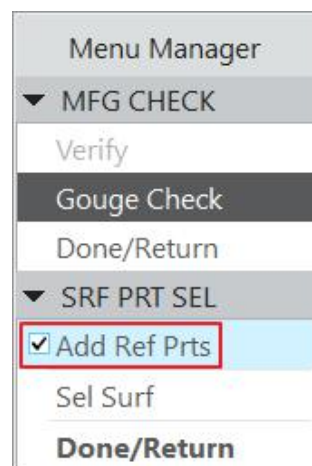 Menu Manager
MFG CHECK
Verify
Gouge Check
Done/Return
SRF PRT SEL
Add Ref Prts
Sel Surf
Done/Return